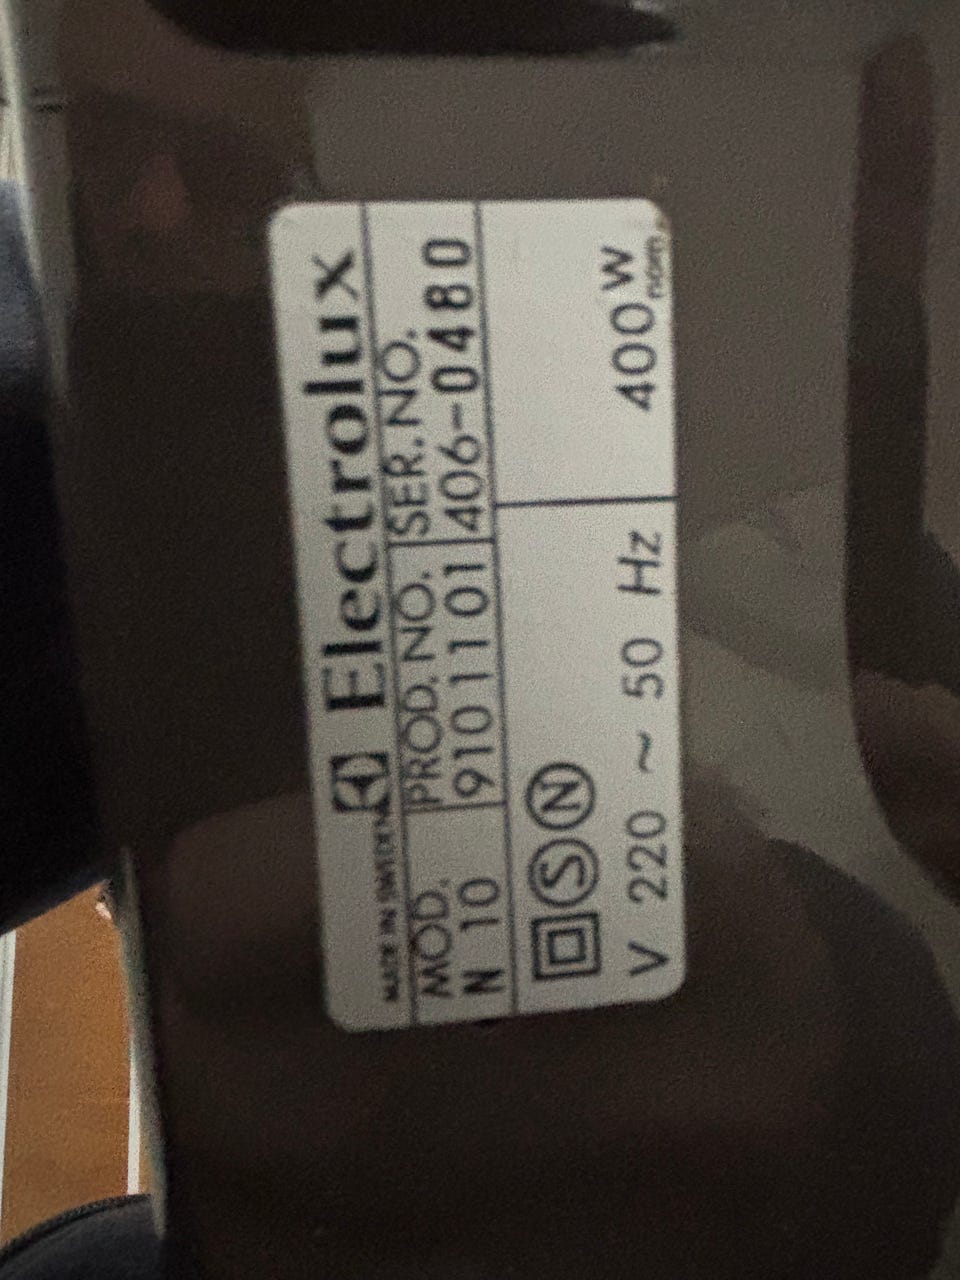 Electrolux
MADE IN SWEDEN
MOD. PROD. NO. SER. NO.
N 10 910 11 01 406-0480
S N
V 220 ~ 50 Hz 400W
nom.